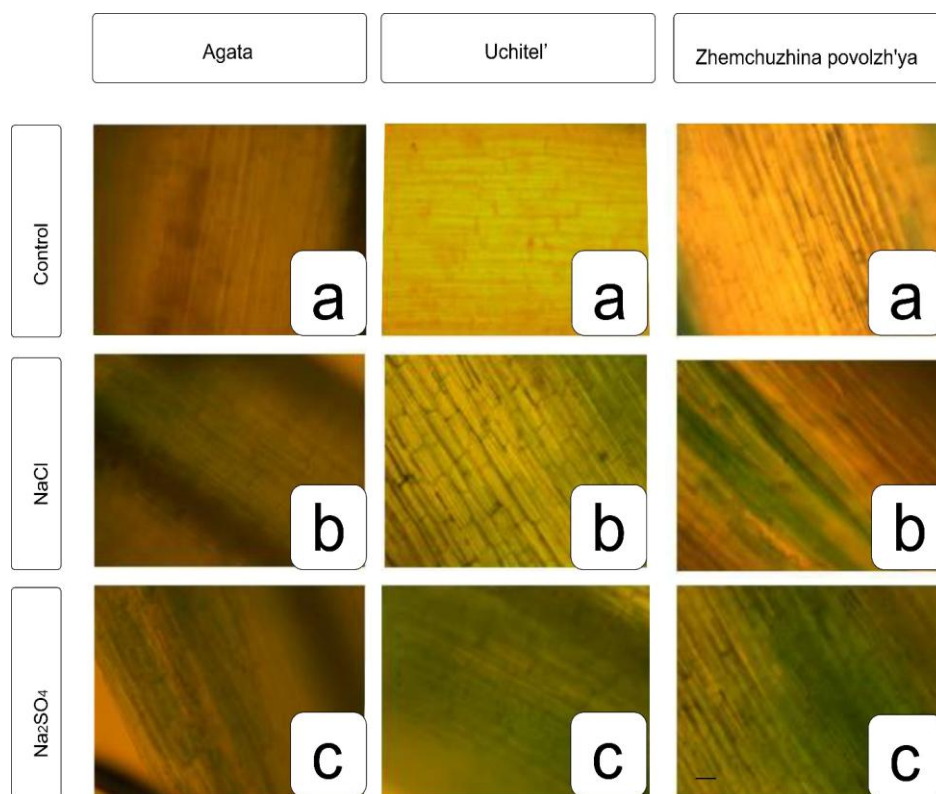 Agata
Uchitel’
Zhemchuzhina povolzh'ya
Control
a
a
a
NaCl
b
b
b
Na₂SO₄
c
c
c